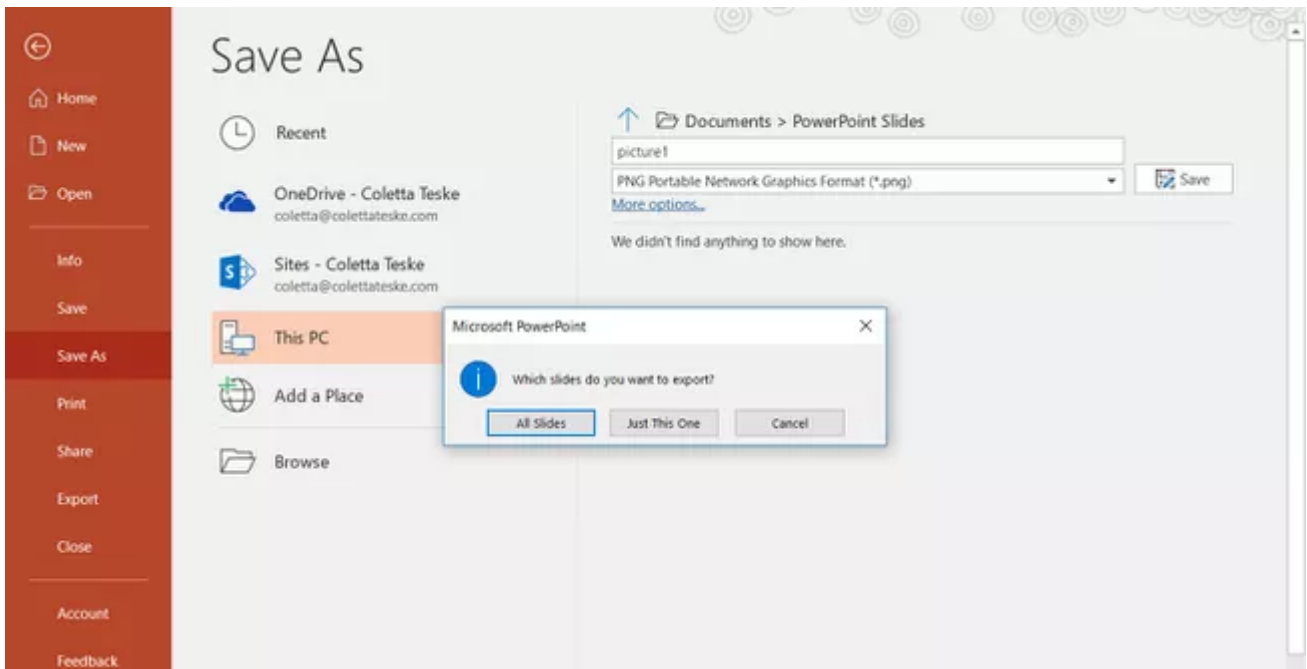 Save As
Home
New
Open
Info
Save
Save As
Print
Share
Export
Close
Account
Feedback
Recent
OneDrive - Coletta Teske
coletta@colettateske.com
Sites - Coletta Teske
coletta@colettateske.com
This PC
Add a Place
Browse
Documents > PowerPoint Slides
picture1
PNG Portable Network Graphics Format (*.png)
Save
More options...
We didn't find anything to show here.
Microsoft PowerPoint
Which slides do you want to export?
All Slides
Just This One
Cancel